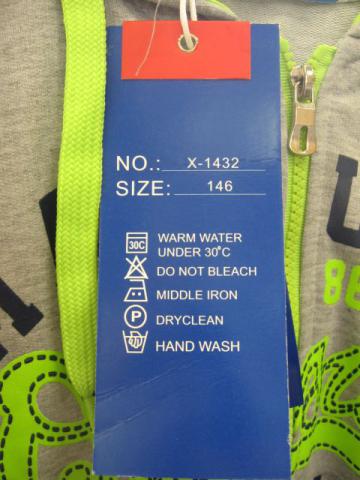 NO.: X-1432
SIZE: 146
30C WARM WATER
UNDER 30°C
DO NOT BLEACH
MIDDLE IRON
P DRYCLEAN
HAND WASH